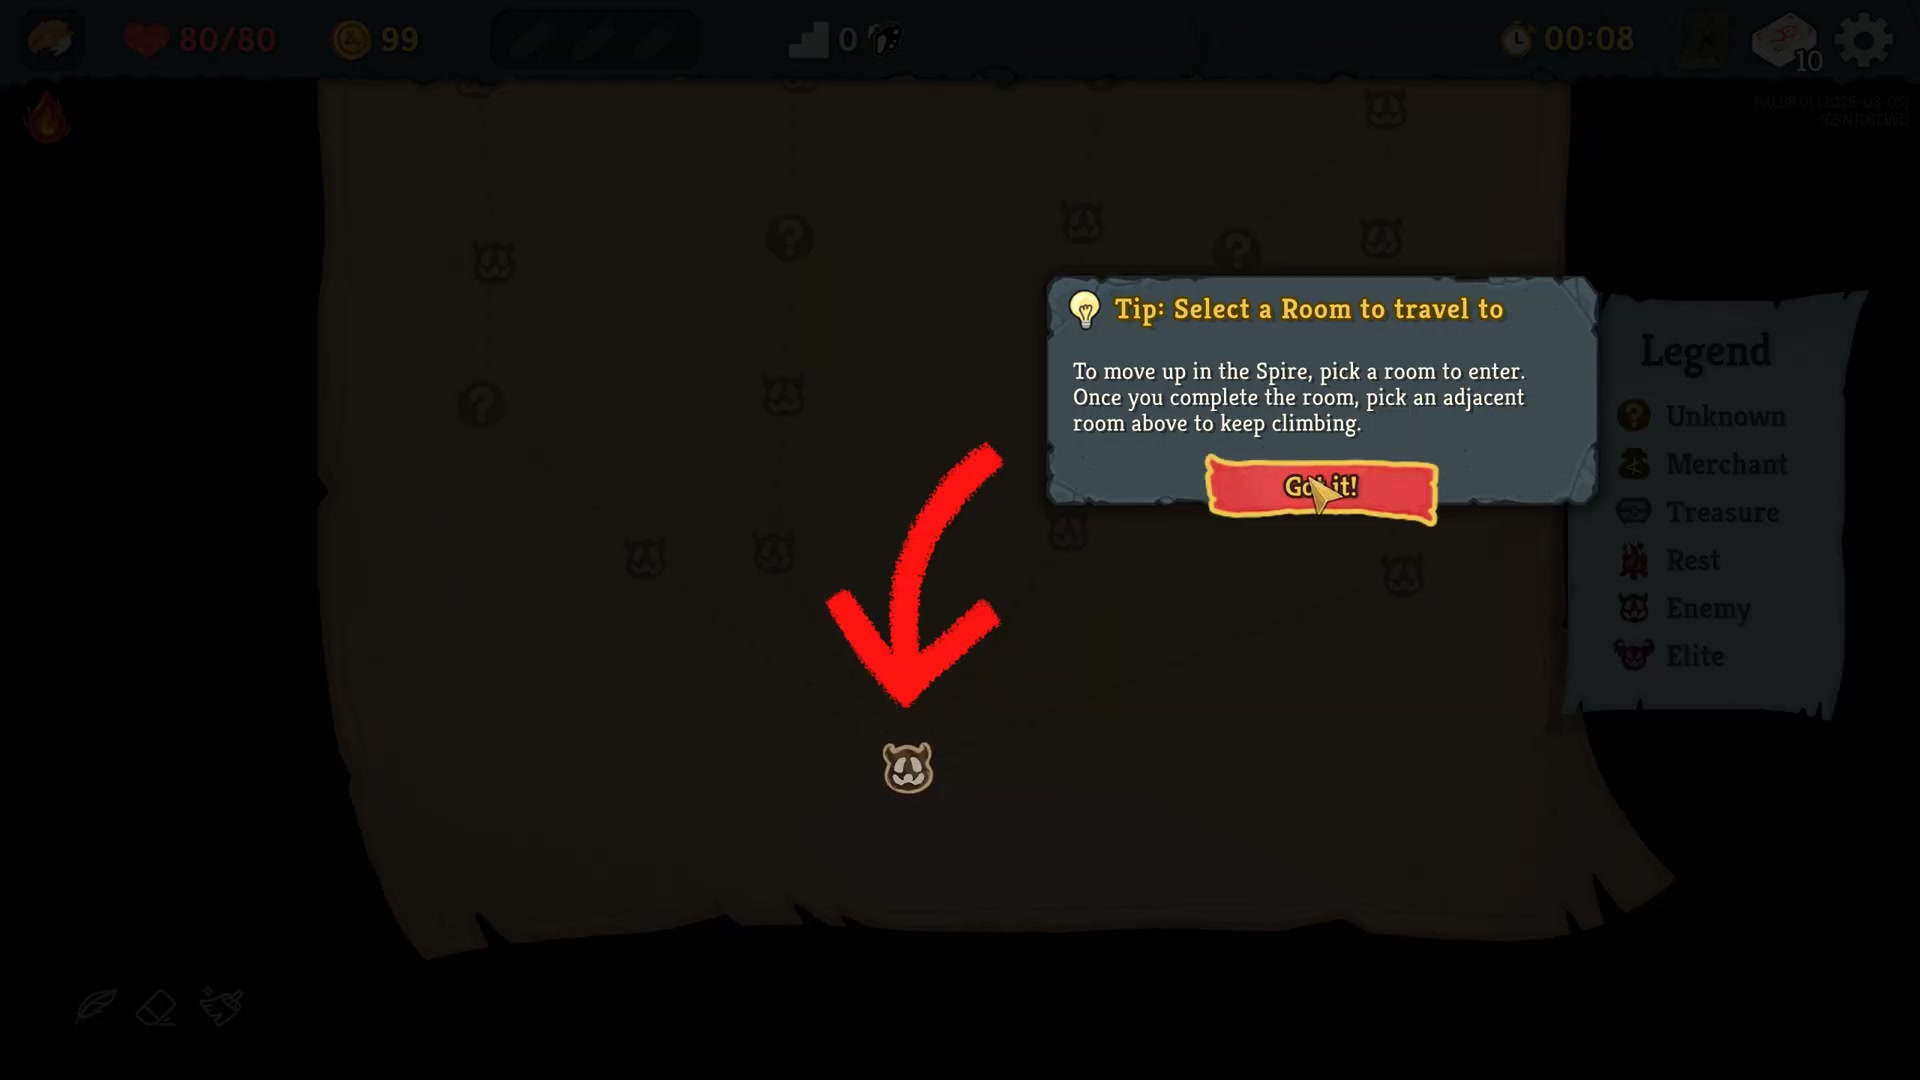 80/80
99
0
00:08
10
Tip: Select a Room to travel to
To move up in the Spire, pick a room to enter.
Once you complete the room, pick an adjacent
room above to keep climbing.
Got it!
Legend
Unknown
Merchant
Treasure
Rest
Enemy
Elite